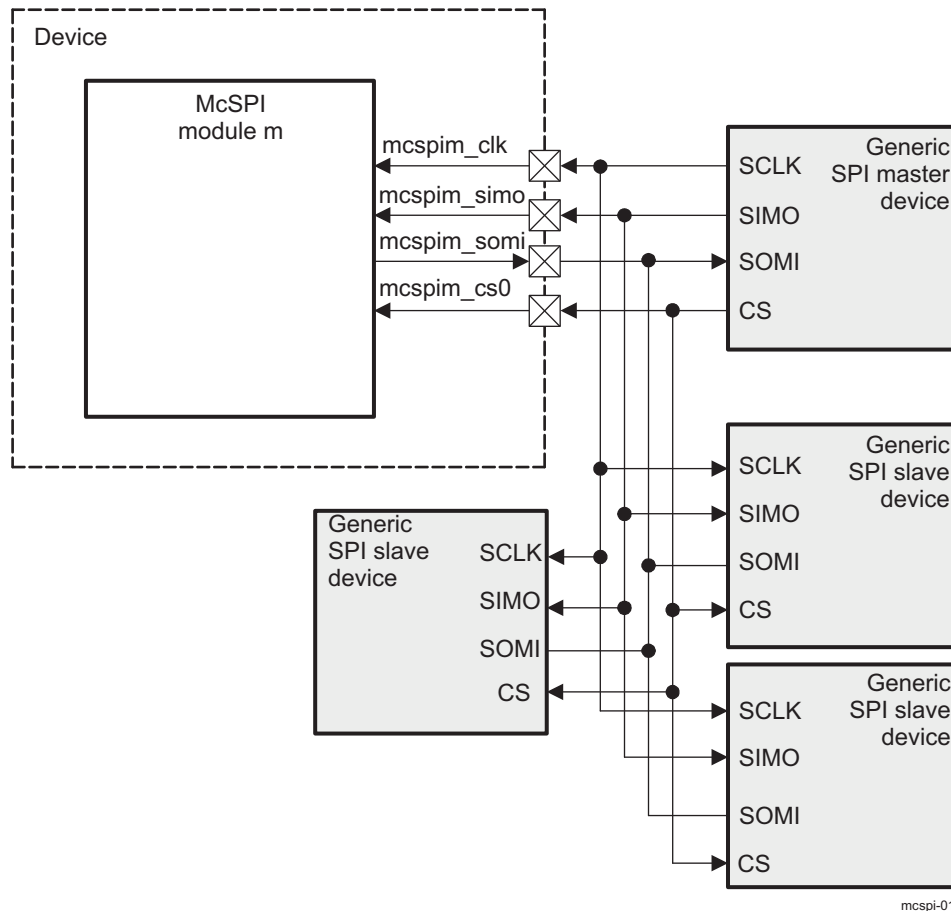 Device
McSPI
module m
mcspim_clk
mcspim_simo
mcspim_somi
mcspim_cs0
SCLK
SIMO
SOMI
CS
Generic
SPI master
device
SCLK
SIMO
SOMI
CS
Generic
SPI slave
device
Generic
SPI slave
device
SCLK
SIMO
SOMI
CS
SCLK
SIMO
SOMI
CS
Generic
SPI slave
device